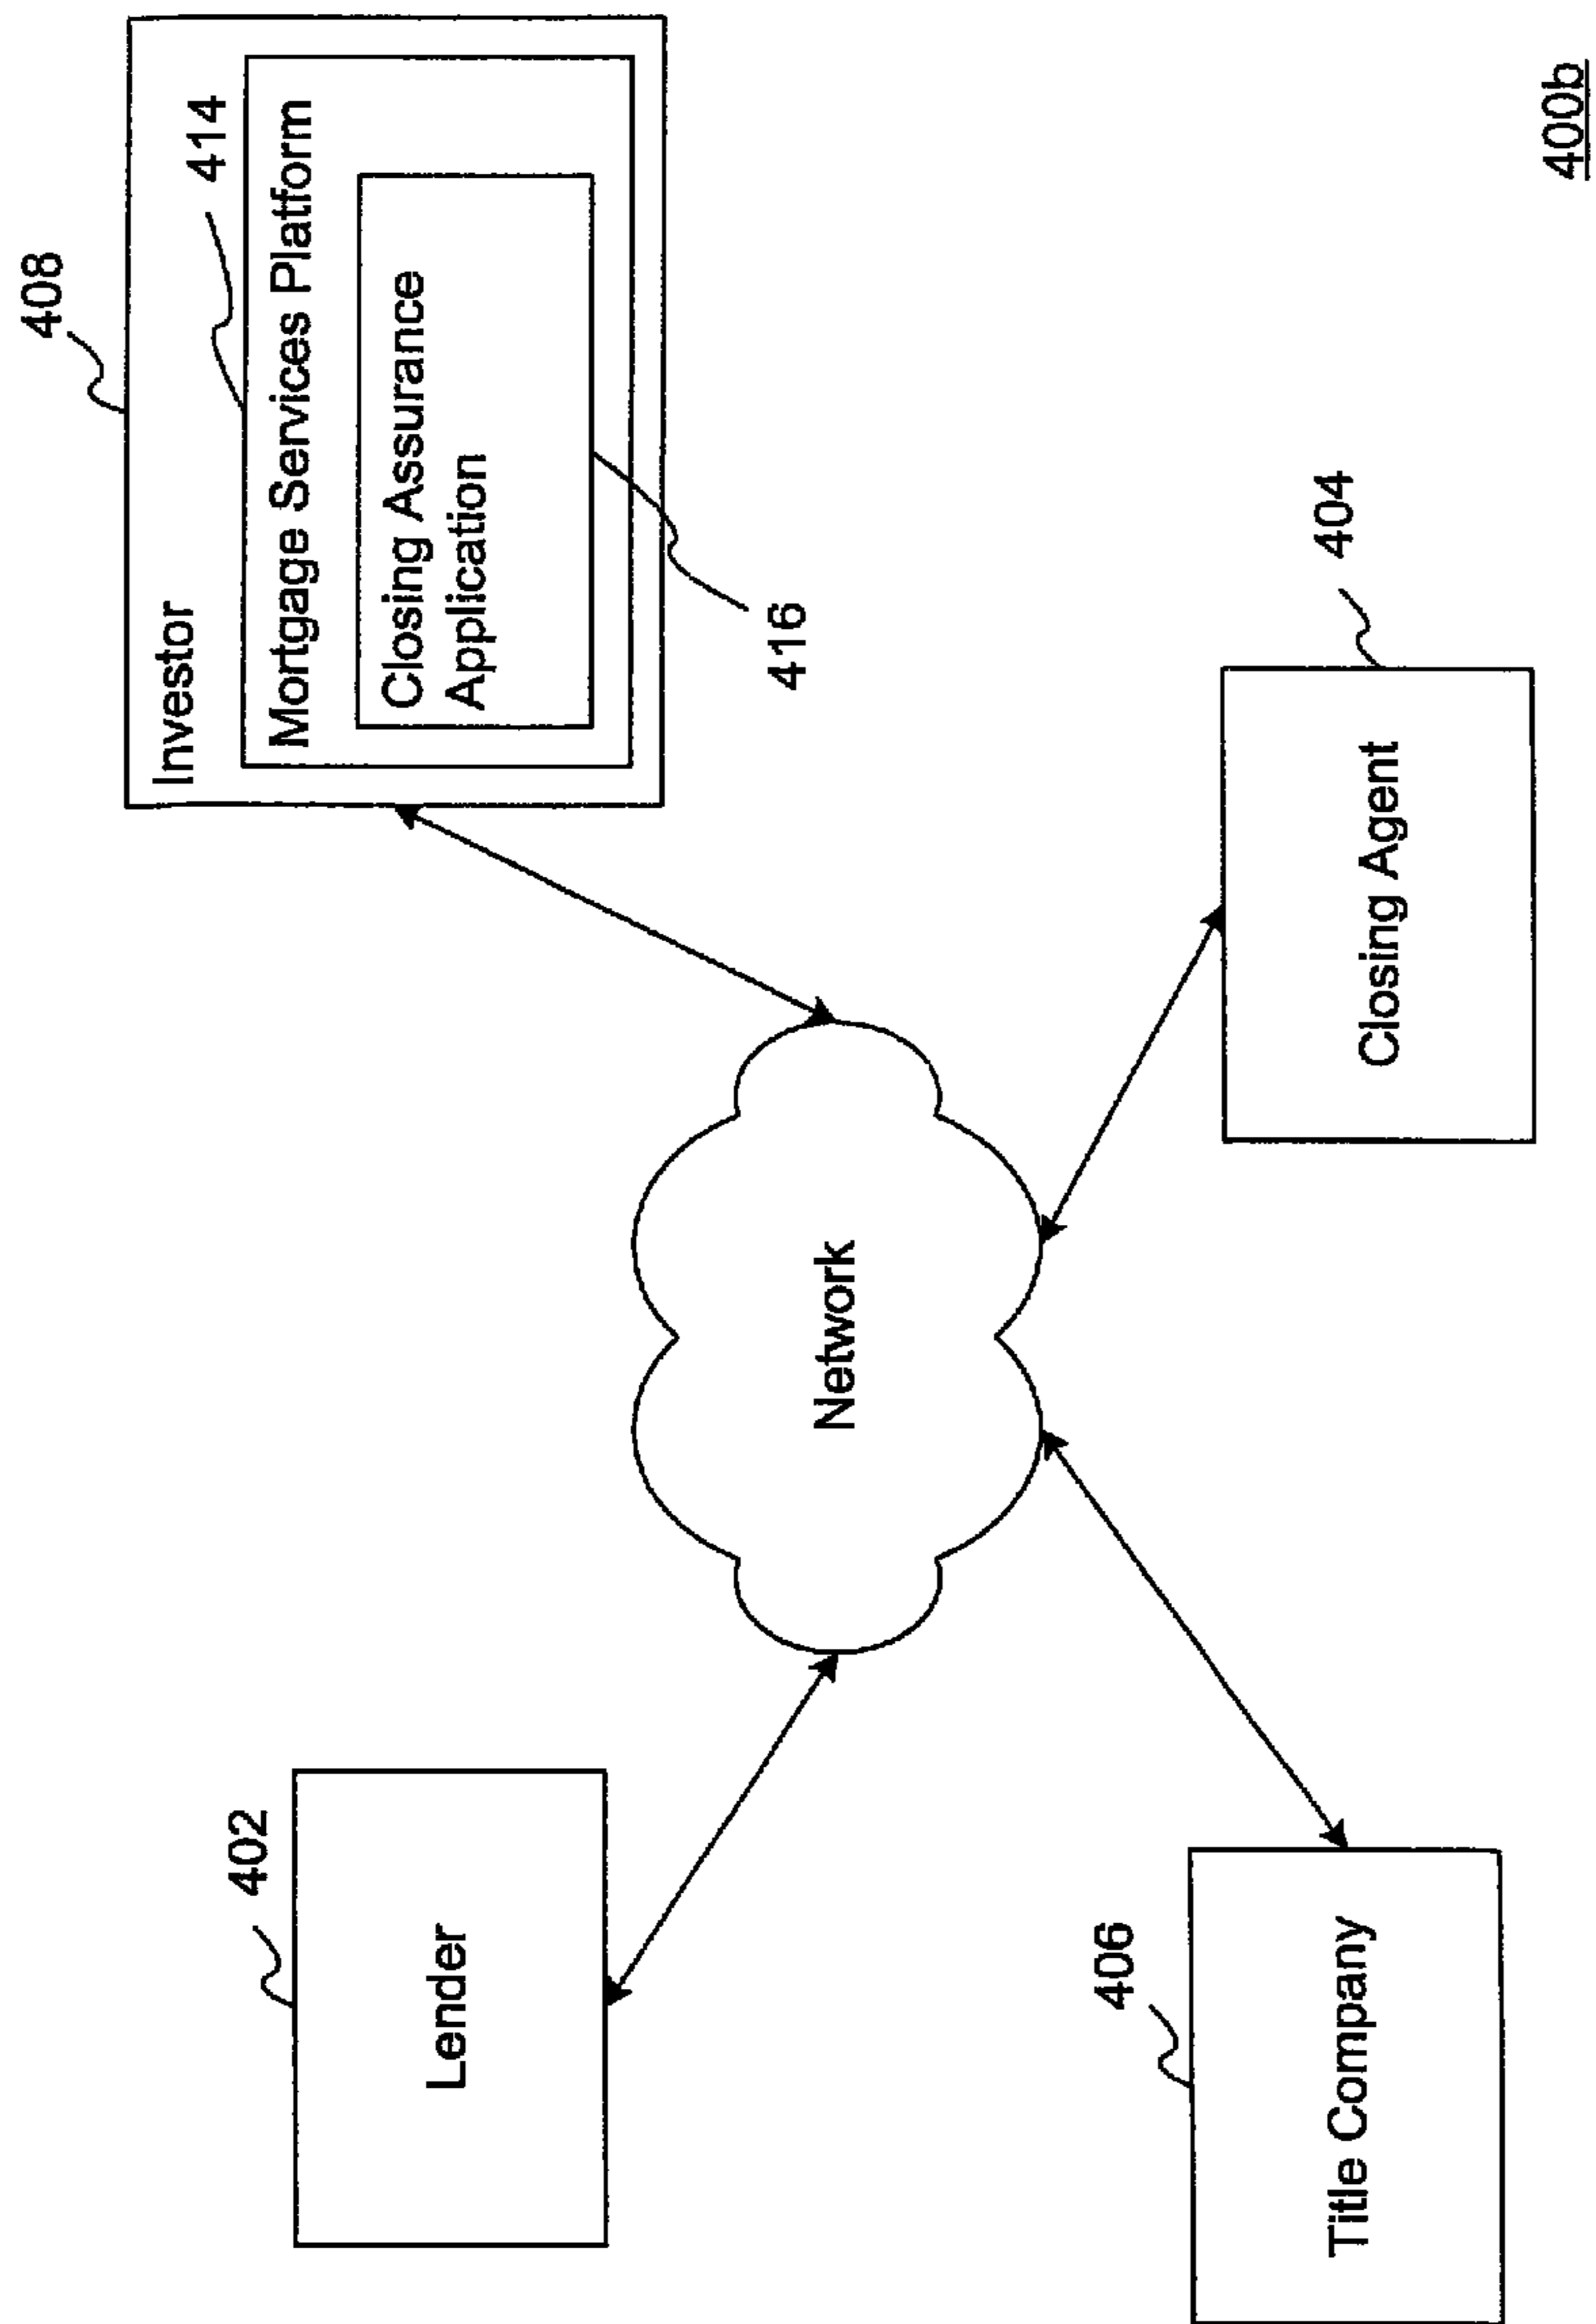 408
Investor
414
Mortgage Services Platform
Closing Assurance
Application
416
402
Lender
Network
406
Title Company
404
Closing Agent
400b